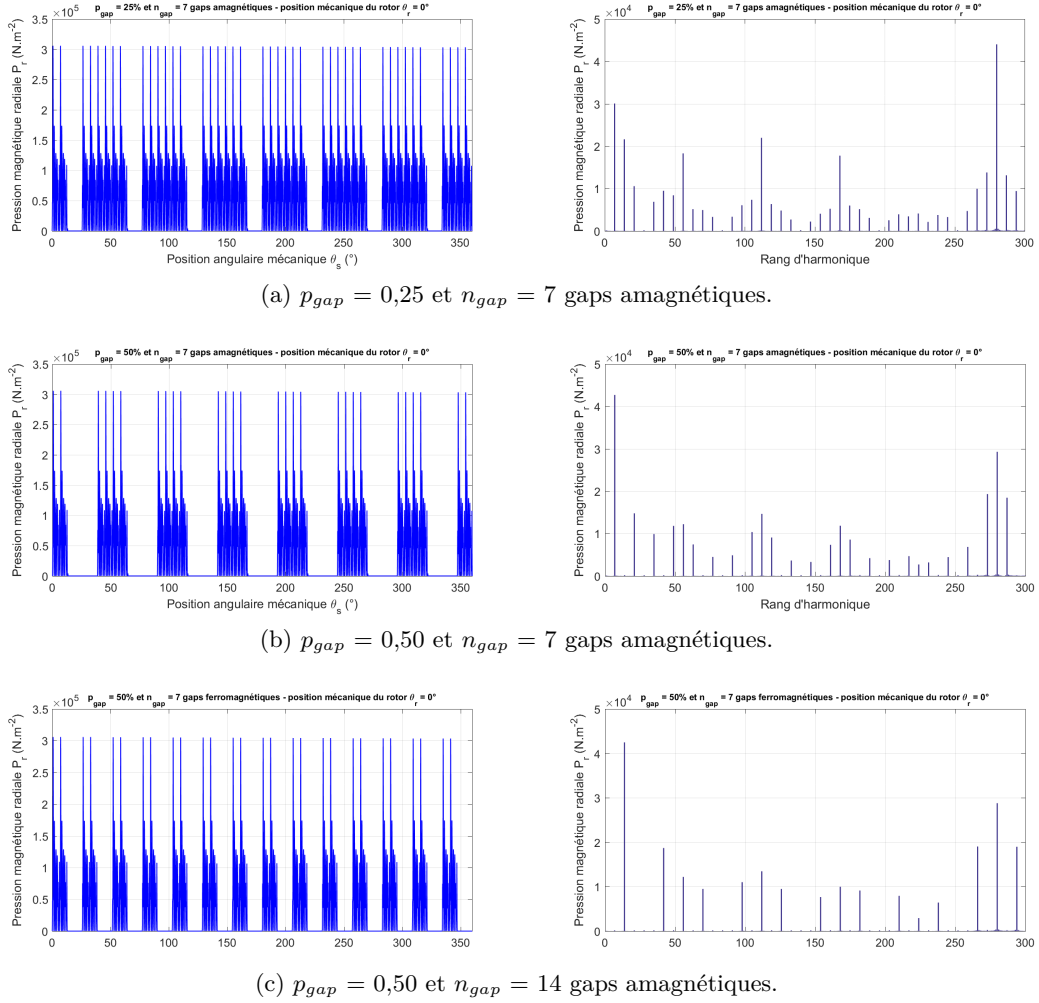 p_gap = 25% et n_gap = 7 gaps amagnétiques - position mécanique du rotor θ_r = 0°
×10^5
Pression magnétique radiale P_r (N.m^-2)
3.5
3
2.5
2
1.5
1
0.5
0
0 50 100 150 200 250 300 350
Position angulaire mécanique θ_s (°)
p_gap = 25% et n_gap = 7 gaps amagnétiques - position mécanique du rotor θ_r = 0°
×10^4
Pression magnétique radiale P_r (N.m^-2)
5
4
3
2
1
0
0 50 100 150 200 250 300
Rang d'harmonique
(a) p_gap = 0,25 et n_gap = 7 gaps amagnétiques.
p_gap = 50% et n_gap = 7 gaps amagnétiques - position mécanique du rotor θ_r = 0°
×10^5
Pression magnétique radiale P_r (N.m^-2)
3.5
3
2.5
2
1.5
1
0.5
0
0 50 100 150 200 250 300 350
Position angulaire mécanique θ_s (°)
p_gap = 50% et n_gap = 7 gaps amagnétiques - position mécanique du rotor θ_r = 0°
×10^4
Pression magnétique radiale P_r (N.m^-2)
5
4
3
2
1
0
0 50 100 150 200 250 300
Rang d'harmonique
(b) p_gap = 0,50 et n_gap = 7 gaps amagnétiques.
p_gap = 50% et n_gap = 7 gaps ferromagnétiques - position mécanique du rotor θ_r = 0°
×10^5
Pression magnétique radiale P_r (N.m^-2)
3.5
3
2.5
2
1.5
1
0.5
0
0 50 100 150 200 250 300 350
p_gap = 50% et n_gap = 7 gaps ferromagnétiques - position mécanique du rotor θ_r = 0°
×10^4
Pression magnétique radiale P_r (N.m^-2)
5
4
3
2
1
0
0 50 100 150 200 250 300
(c) p_gap = 0,50 et n_gap = 14 gaps amagnétiques.